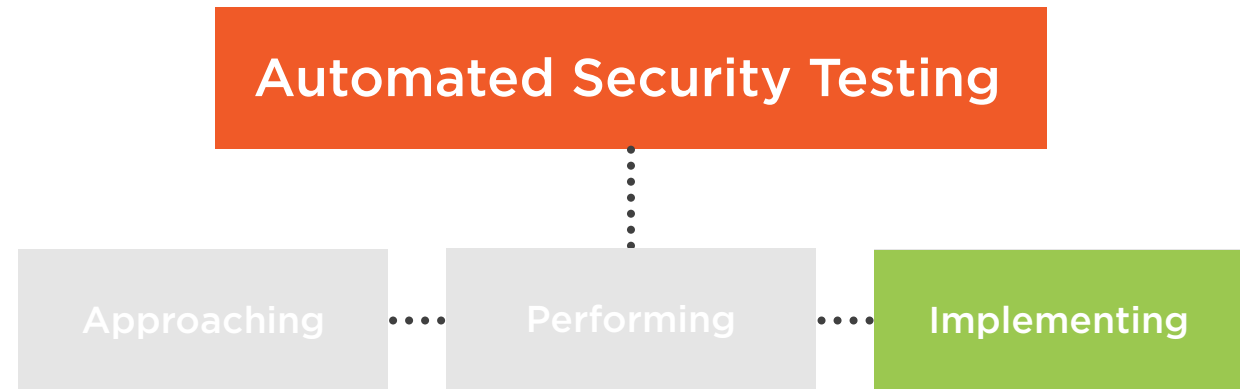 Automated Security Testing
Approaching
Performing
Implementing